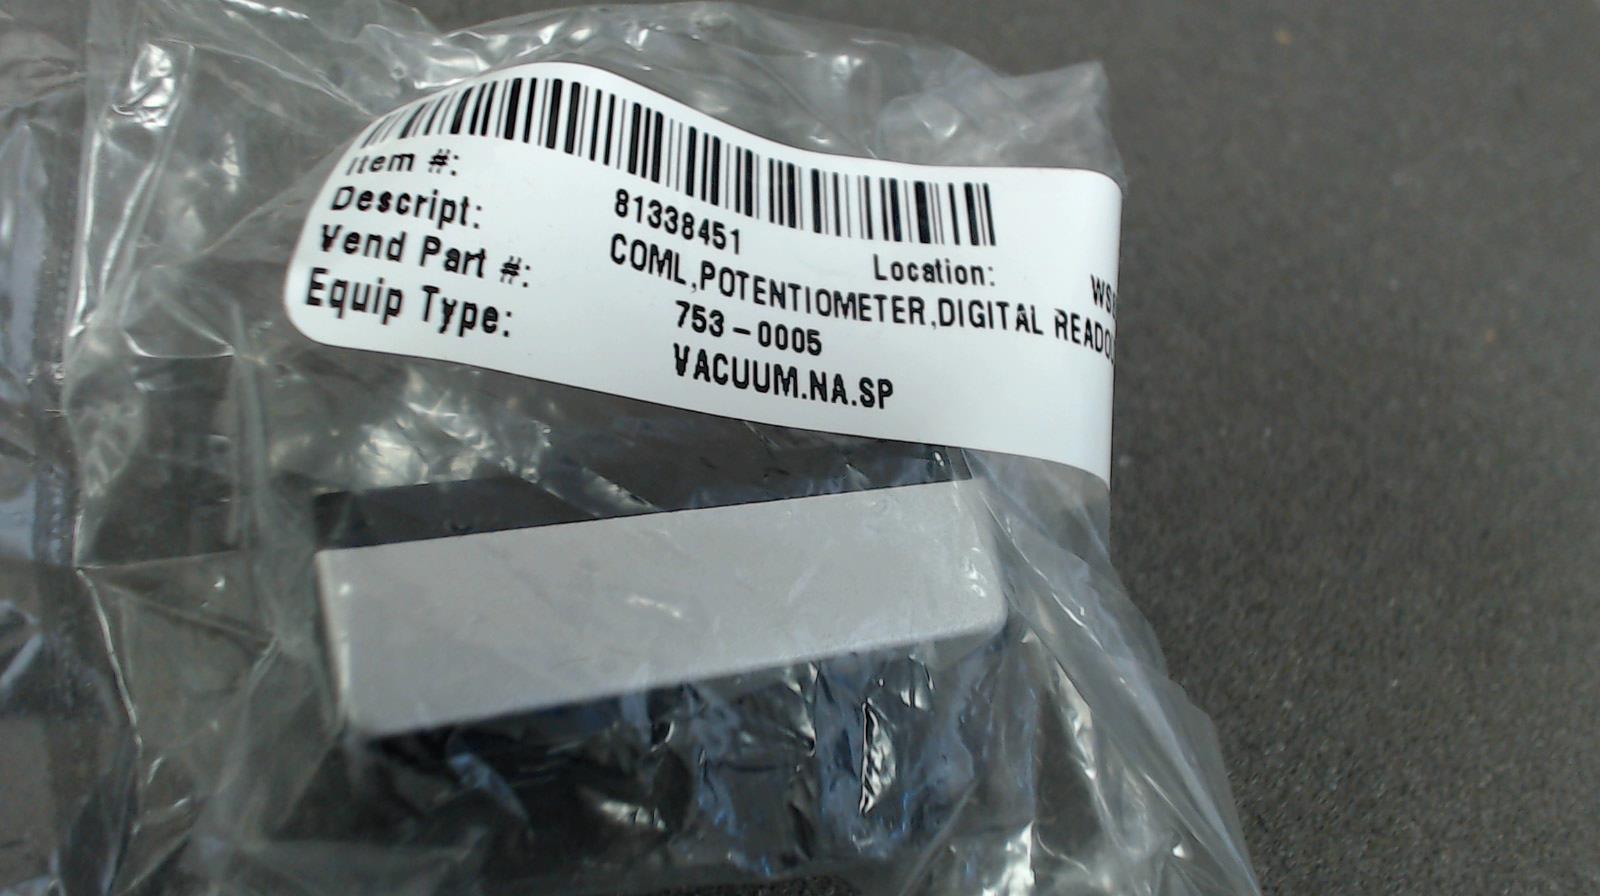 Item #: 81338451 Location:
Descript: COML,POTENTIOMETER,DIGITAL
Vend Part #: 753-0005
Equip Type: VACUUM.NA.SP